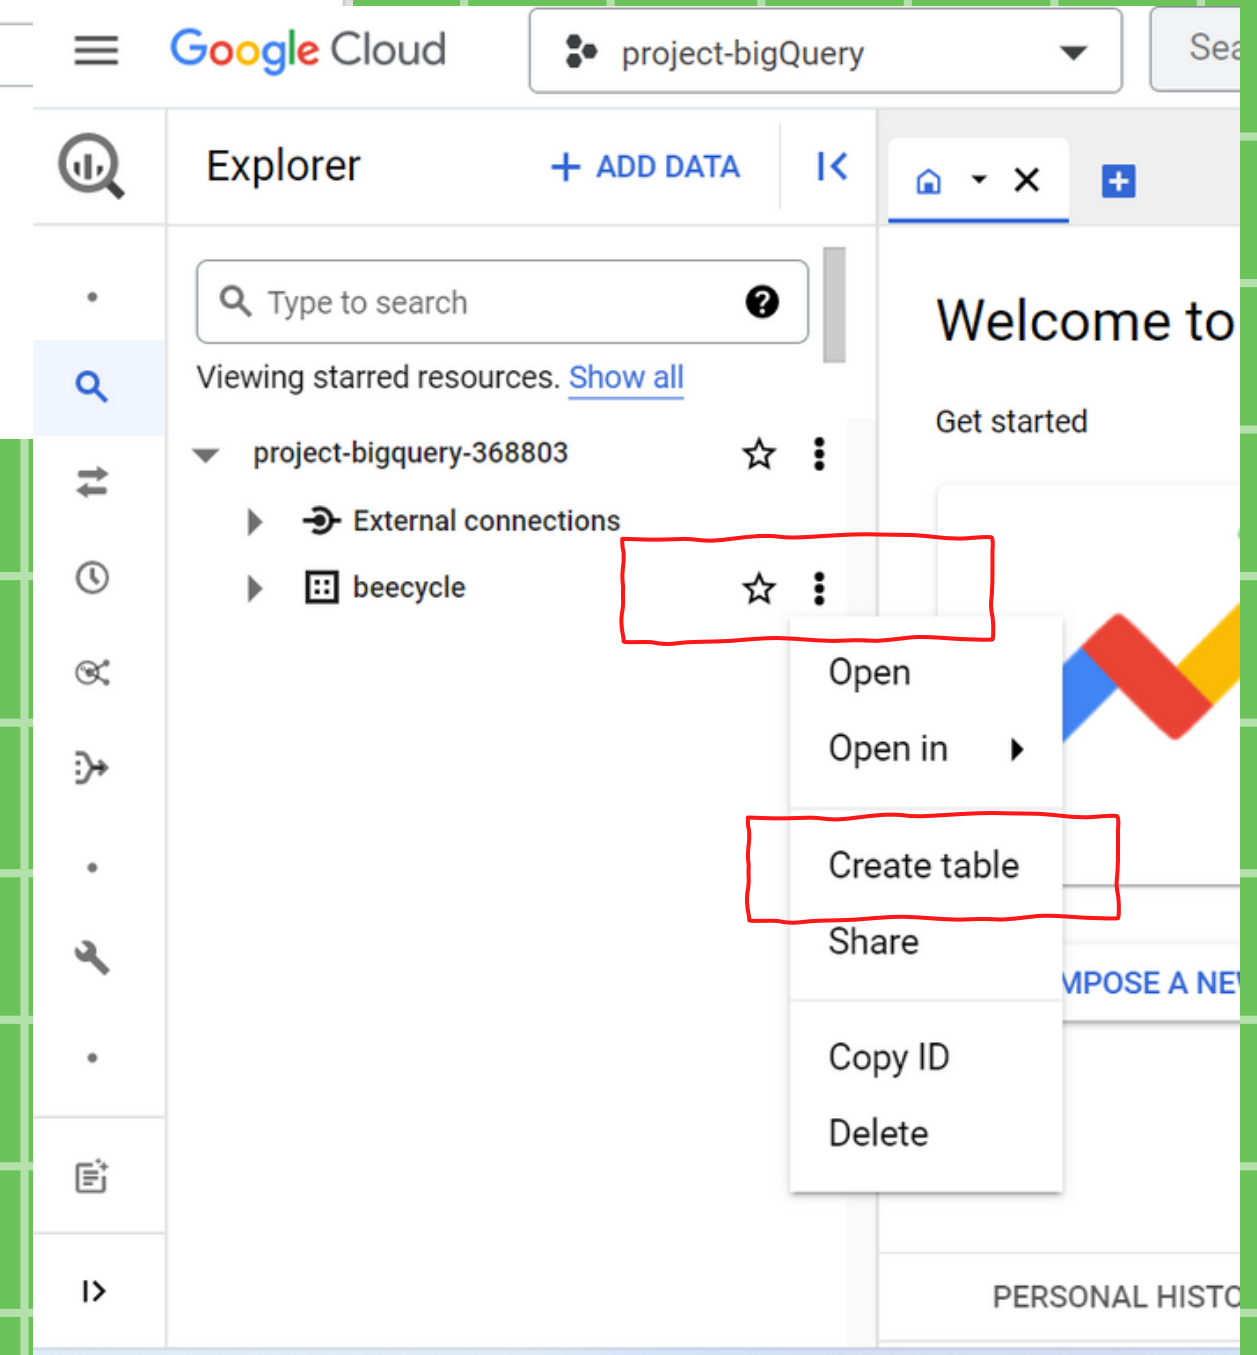 Google Cloud
project-bigQuery
Sea
Explorer
ADD DATA
Type to search
Viewing starred resources. Show all
project-bigquery-368803
External connections
beecycle
Open
Open in
Create table
Share
Copy ID
Delete
Welcome to
Get started
MPOSE A NE
PERSONAL HISTO